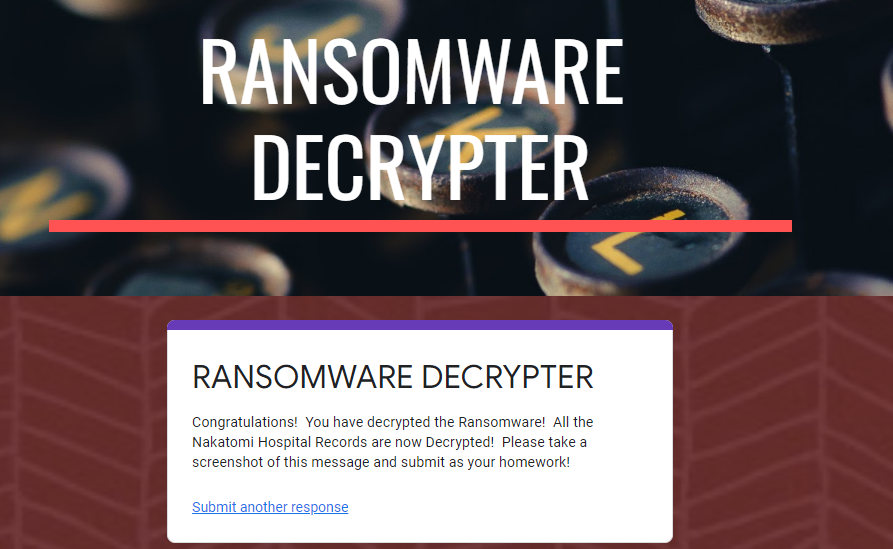 RANSOMWARE
DECRYPTER
RANSOMWARE DECRYPTER
Congratulations!  You have decrypted the Ransomware!  All the
Nakatomi Hospital Records are now Decrypted!  Please take a
screenshot of this message and submit as your homework!
Submit another response